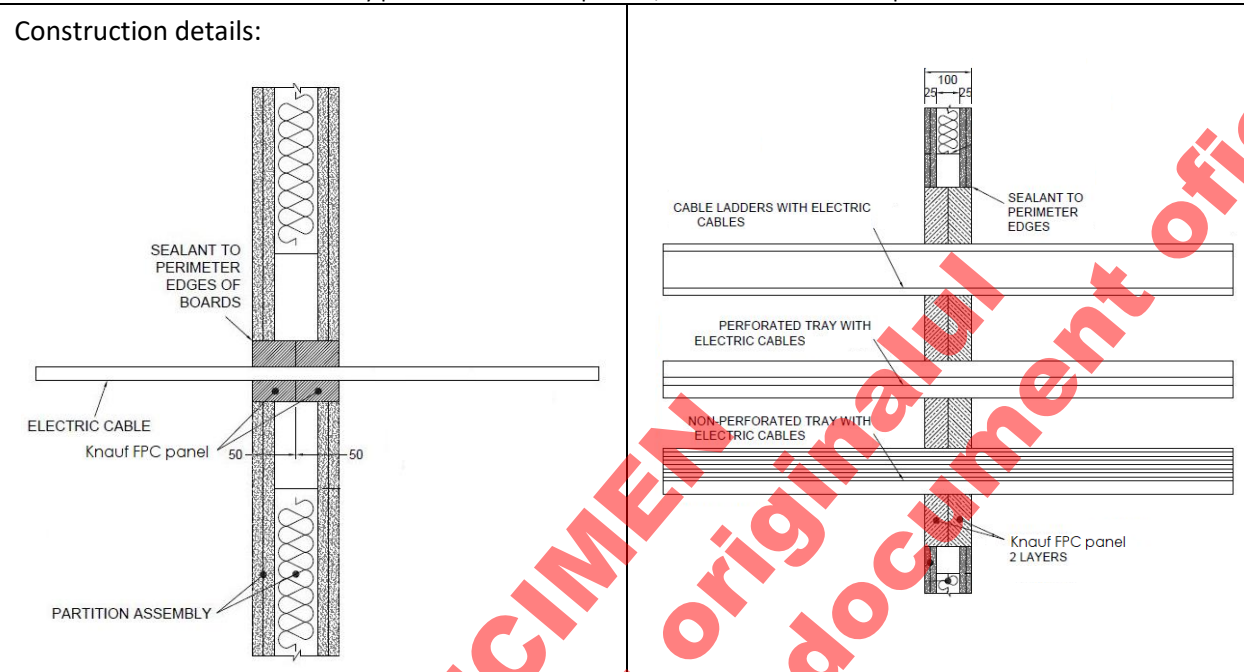 Construction details:
SEALANT TO
PERIMETER
EDGES OF
BOARDS
ELECTRIC CABLE
Knauf FPC panel
50
50
PARTITION ASSEMBLY
100
25
25
CABLE LADDERS WITH ELECTRIC
CABLES
SEALANT TO
PERIMETER
EDGES
PERFORATED TRAY WITH
ELECTRIC CABLES
NON-PERFORATED TRAY WITH
ELECTRIC CABLES
Knauf FPC panel
2 LAYERS
originalul
document